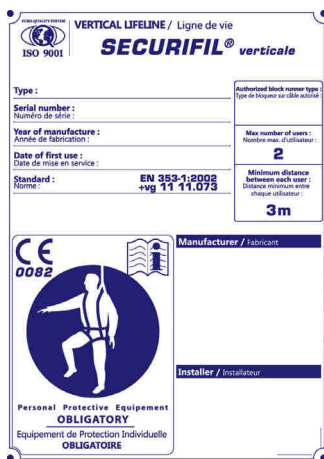 EURO QUALITY SYSTEM
ISO 9001
VERTICAL LIFELINE / Ligne de vie
SECURIFIL® verticale
Type :
Serial number :
Numéro de série :
Year of manufacture :
Année de fabrication :
Date of first use :
Date de mise en service :
Standard :
Norme :
EN 353-1:2002
+vg 11 11.073
Authorized block runner type :
Type de bloqueur sur câble autorisé :
Max number of users :
Nombre max. d'utilisateur :
2
Minimum distance
between each user :
Distance minimum entre
chaque utilisateur :
3m
CE
0082
i
Personal Protective Equipement
OBLIGATORY
Equipement de Protection Individuelle
OBLIGATOIRE
Manufacturer / Fabricant
Installer / Installateur